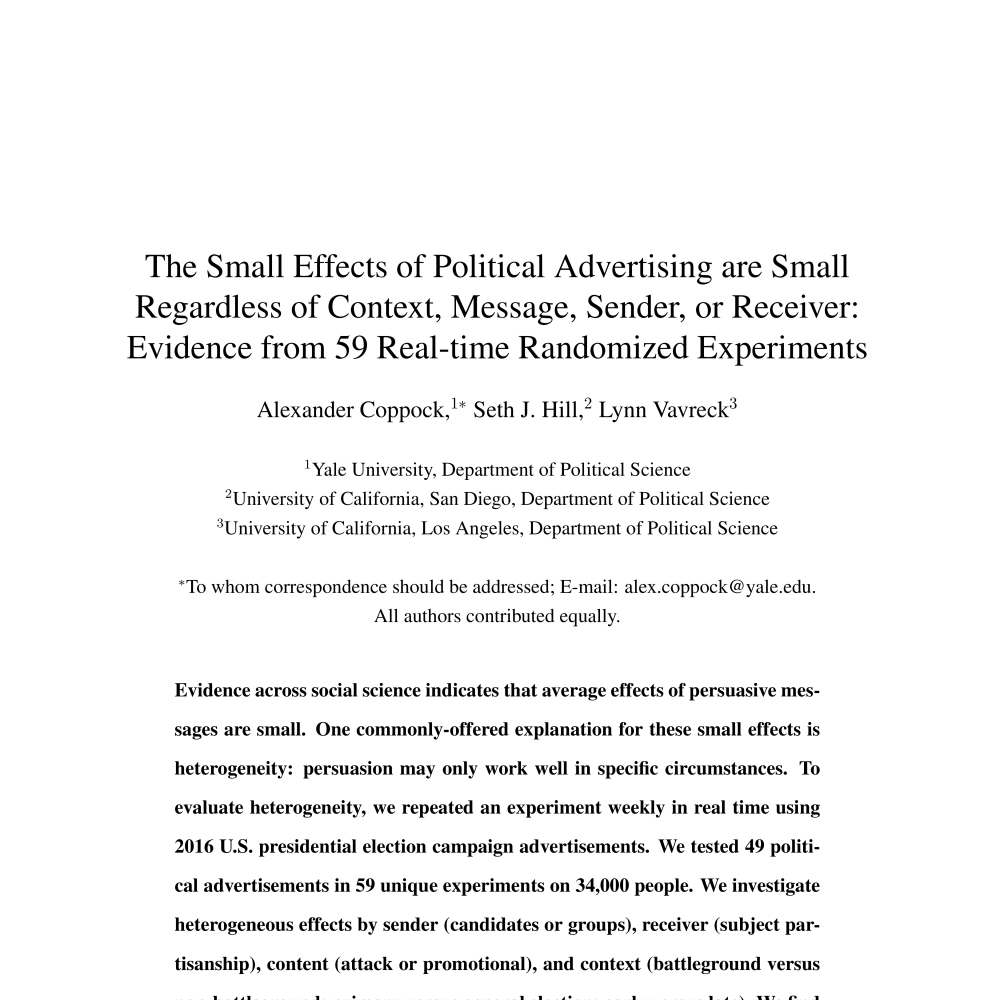 The Small Effects of Political Advertising are Small
Regardless of Context, Message, Sender, or Receiver:
Evidence from 59 Real-time Randomized Experiments
Alexander Coppock,1∗ Seth J. Hill,2 Lynn Vavreck3
1Yale University, Department of Political Science
2University of California, San Diego, Department of Political Science
3University of California, Los Angeles, Department of Political Science
∗To whom correspondence should be addressed; E-mail: alex.coppock@yale.edu.
All authors contributed equally.
Evidence across social science indicates that average effects of persuasive mes-
sages are small. One commonly-offered explanation for these small effects is
heterogeneity: persuasion may only work well in specific circumstances. To
evaluate heterogeneity, we repeated an experiment weekly in real time using
2016 U.S. presidential election campaign advertisements. We tested 49 politi-
cal advertisements in 59 unique experiments on 34,000 people. We investigate
heterogeneous effects by sender (candidates or groups), receiver (subject par-
tisanship), content (attack or promotional), and context (battleground versus